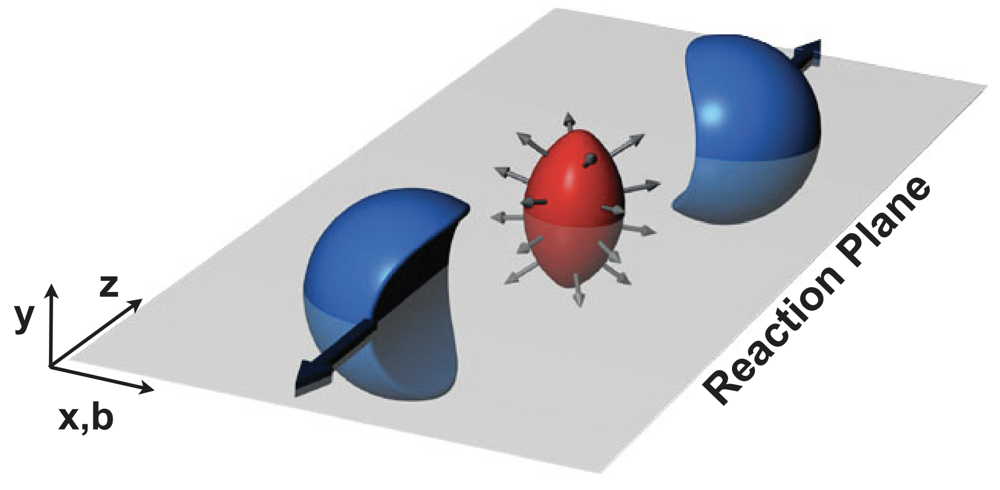 z
y
x,b
Reaction Plane